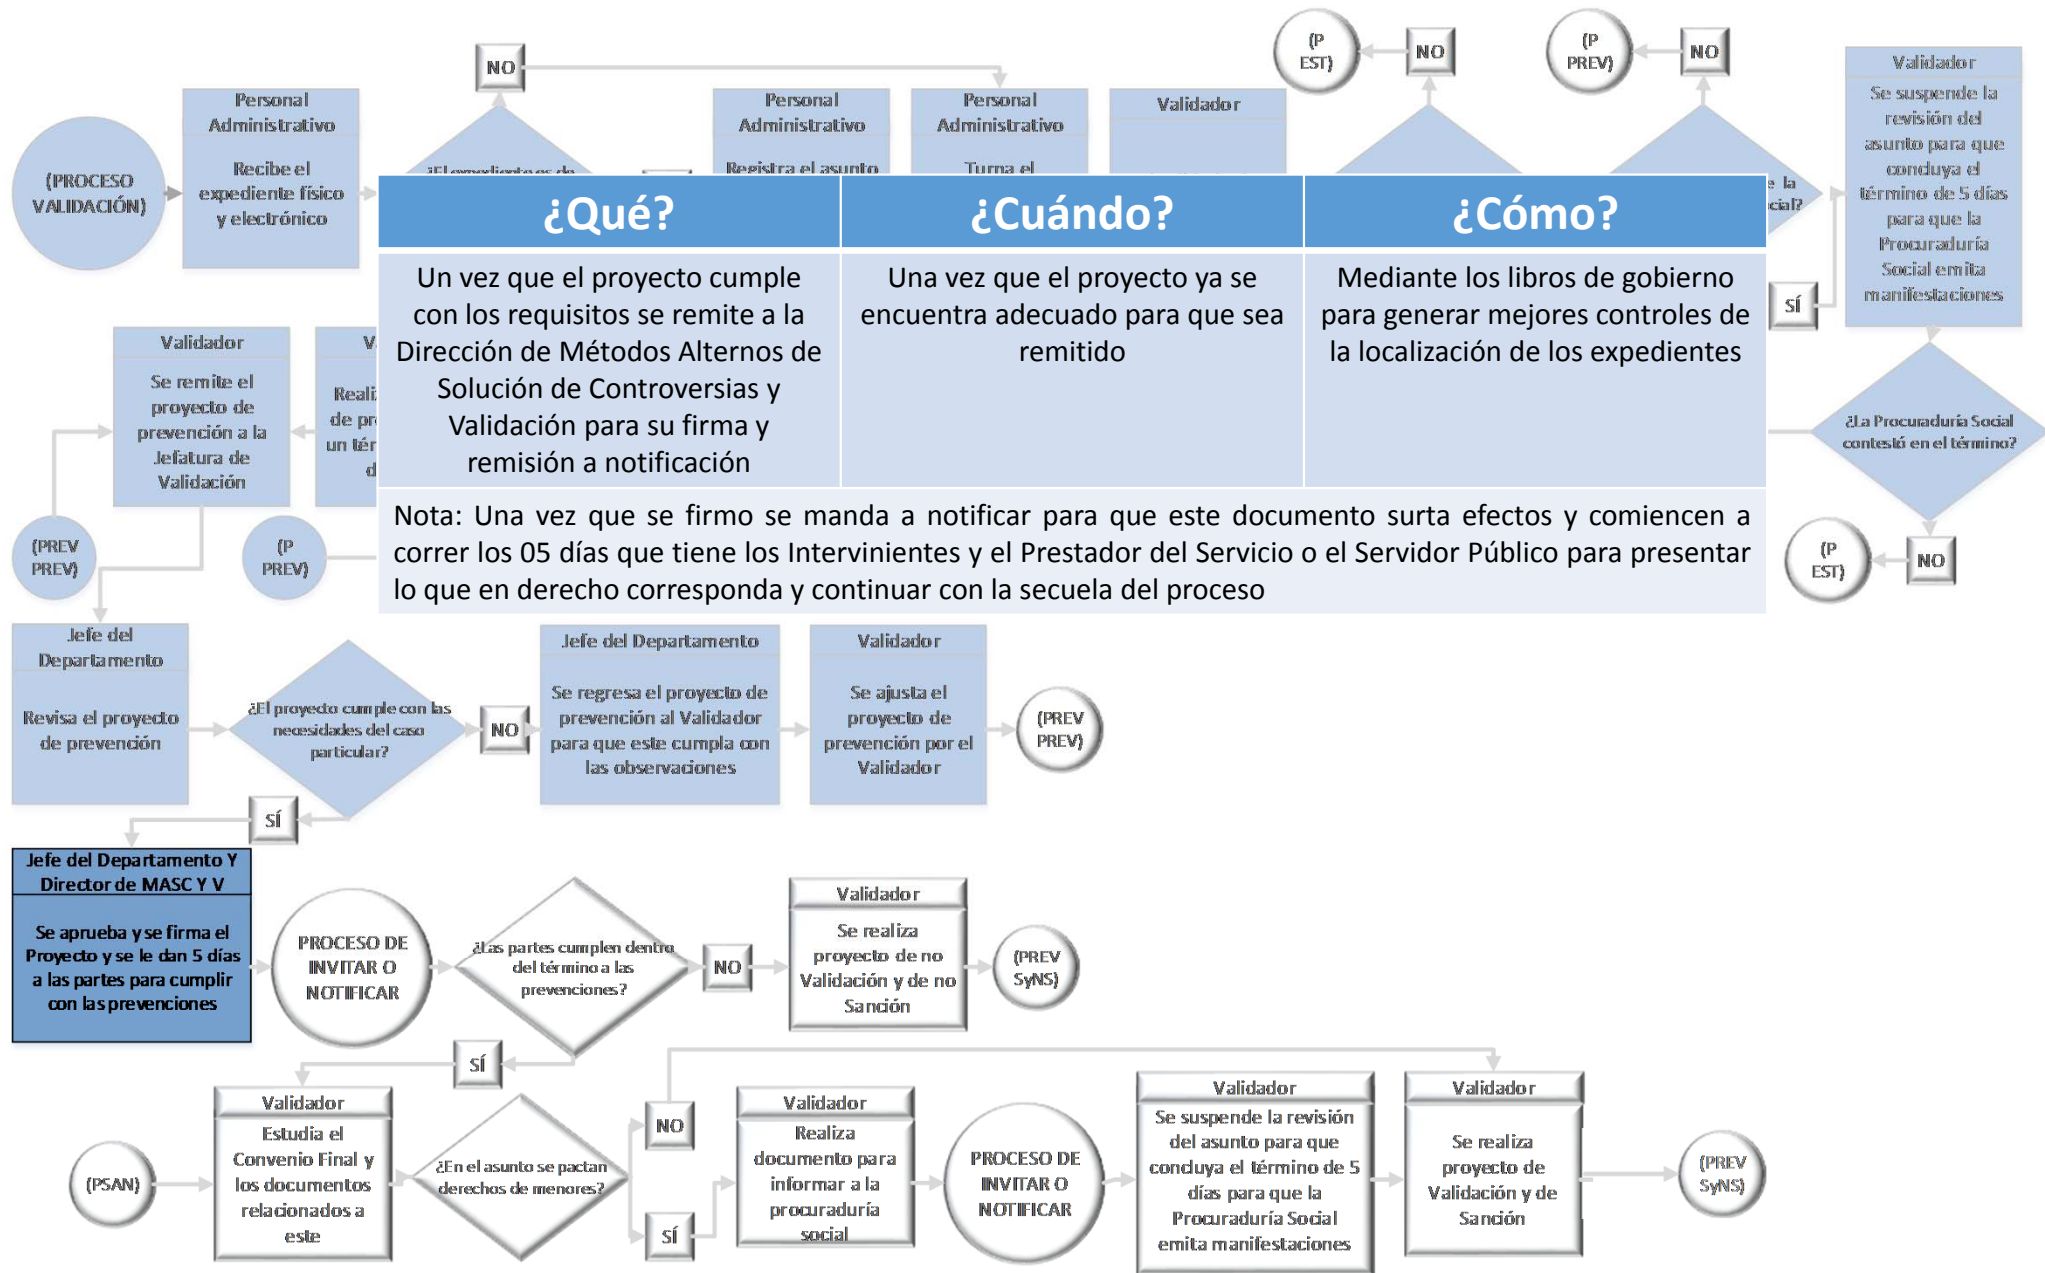 (PROCESO
VALIDACIÓN)
Personal
Administrativo
Recibe el
expediente físico
y electrónico
NO
¿El expediente es de
Personal
Administrativo
Registra el asunto
Personal
Administrativo
Turna el
Validador
(P
EST)
NO
(P
PREV)
NO
la
cial?
SÍ
Validador
Se suspende la
revisión del
asunto para que
concluya el
término de 5 días
para que la
Procuraduría
Social emita
manifestaciones
¿Qué?
¿Cuándo?
¿Cómo?
Un vez que el proyecto cumple
con los requisitos se remite a la
Dirección de Métodos Alternos de
Solución de Controversias y
Validación para su firma y
remisión a notificación
Una vez que el proyecto ya se
encuentra adecuado para que sea
remitido
Mediante los libros de gobierno
para generar mejores controles de
la localización de los expedientes
Nota: Una vez que se firmo se manda a notificar para que este documento surta efectos y comiencen a
correr los 05 días que tiene los Intervinientes y el Prestador del Servicio o el Servidor Público para presentar
lo que en derecho corresponda y continuar con la secuela del proceso
Validador
Se remite el
proyecto de
prevención a la
Jefatura de
Validación
V
Realiz
de pr
un tér
d
(PREV
PREV)
(P
PREV)
¿La Procuraduría Social
contestó en el término?
(P
EST)
NO
Jefe del
Departamento
Revisa el proyecto
de prevención
¿El proyecto cumple con las
necesidades del caso
particular?
NO
Jefe del Departamento
Se regresa el proyecto de
prevención al Validador
para que este cumpla con
las observaciones
Validador
Se ajusta el
proyecto de
prevención por el
Validador
(PREV
PREV)
SÍ
Jefe del Departamento Y
Director de MASC Y V
Se aprueba y se firma el
Proyecto y se le dan 5 días
a las partes para cumplir
con las prevenciones
PROCESO DE
INVITAR O
NOTIFICAR
¿Las partes cumplen dentro
del término a las
prevenciones?
NO
Validador
Se realiza
proyecto de no
Validación y de no
Sanción
(PREV
SyNS)
SÍ
(PSAN)
Validador
Estudia el
Convenio Final y
los documentos
relacionados a
este
¿En el asunto se pactan
derechos de menores?
NO
SÍ
Validador
Realiza
documento para
informar a la
procuraduría
social
PROCESO DE
INVITAR O
NOTIFICAR
Validador
Se suspende la revisión
del asunto para que
concluya el término de 5
días para que la
Procuraduría Social
emita manifestaciones
Validador
Se realiza
proyecto de
Validación y de
Sanción
(PREV
SyNS)